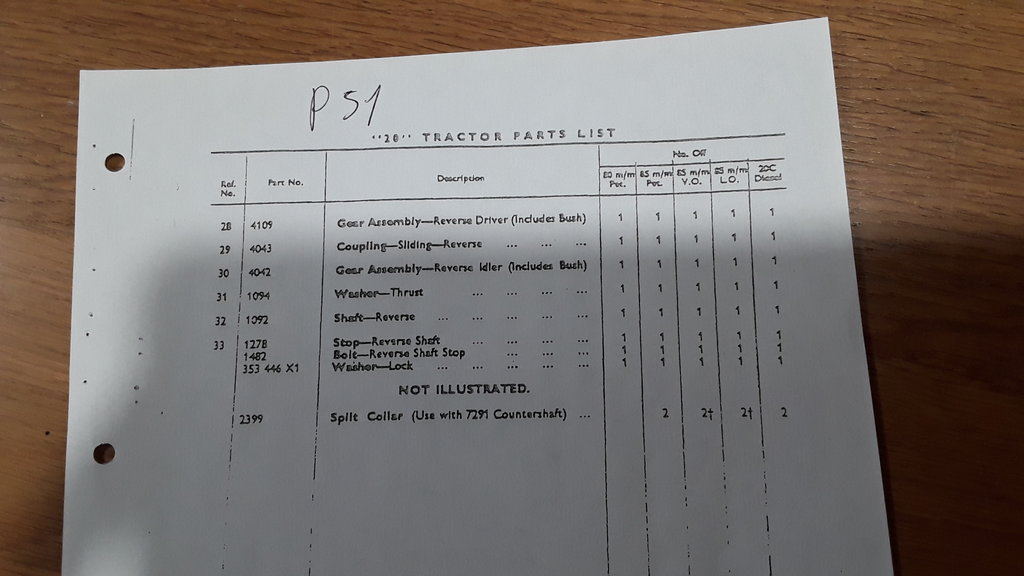 P 51
"20" TRACTOR PARTS LIST
No. Off
Ref. No. Part No. Description 80 m/m Pet. 85 m/m Pet. 85 m/m V.O. 85 m/m L.O. 20C Diesel
28 4109 Gear Assembly—Reverse Driver (Includes Bush) 1 1 1 1 1
29 4043 Coupling—Sliding—Reverse ... ... ... 1 1 1 1 1
30 4042 Gear Assembly—Reverse Idler (Includes Bush) 1 1 1 1 1
31 1094 Washer—Thrust ... ... ... ... 1 1 1 1 1
32 1092 Shaft—Reverse ... ... ... ... 1 1 1 1 1
33 1278 Stop—Reverse Shaft ... ... ... ... 1 1 1 1 1
1482 Bolt—Reverse Shaft Stop ... ... ... 1 1 1 1 1
353 446 X1 Washer—Lock ... ... ... ... ... 1 1 1 1 1
NOT ILLUSTRATED.
2399 Split Collar (Use with 7291 Countershaft) ... 2 2† 2† 2